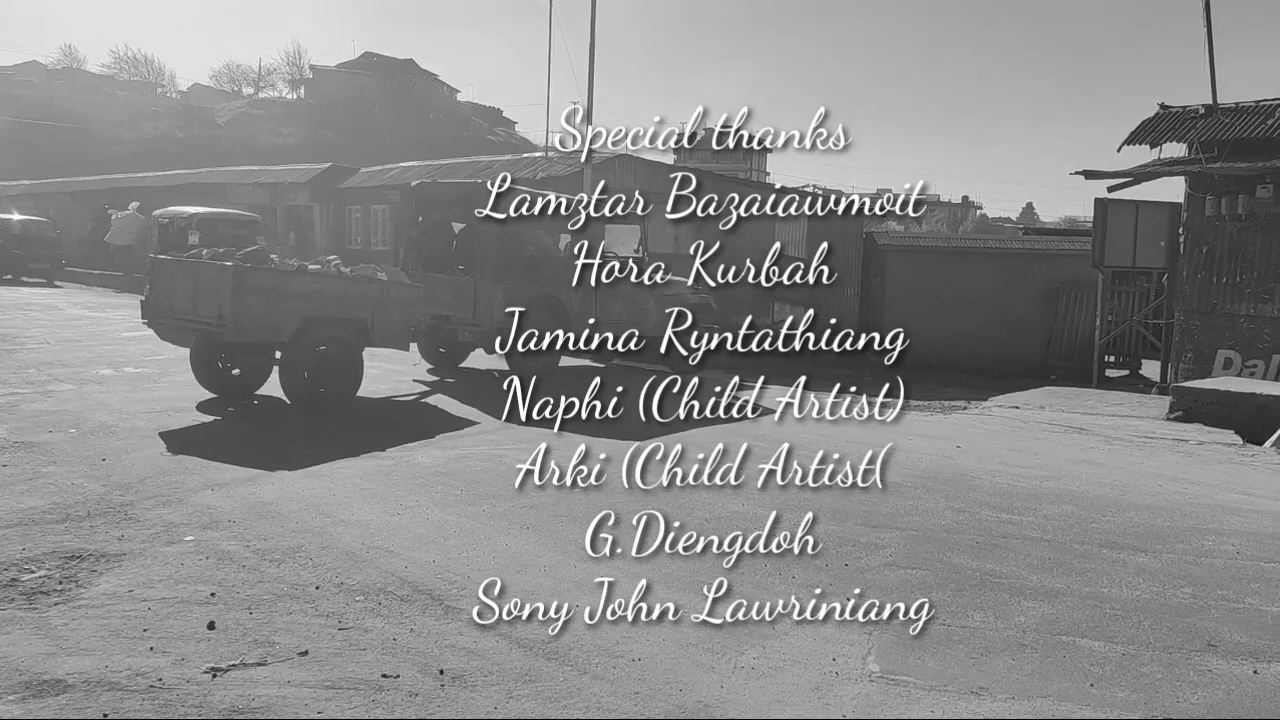 Special thanks
Lamztar Bazaiawmoit
Hora Kurbah
Jamina Ryntathiang
Naphi (Child Artist)
Arki (Child Artist(
G.Diengdoh
Sony John Lawriniang